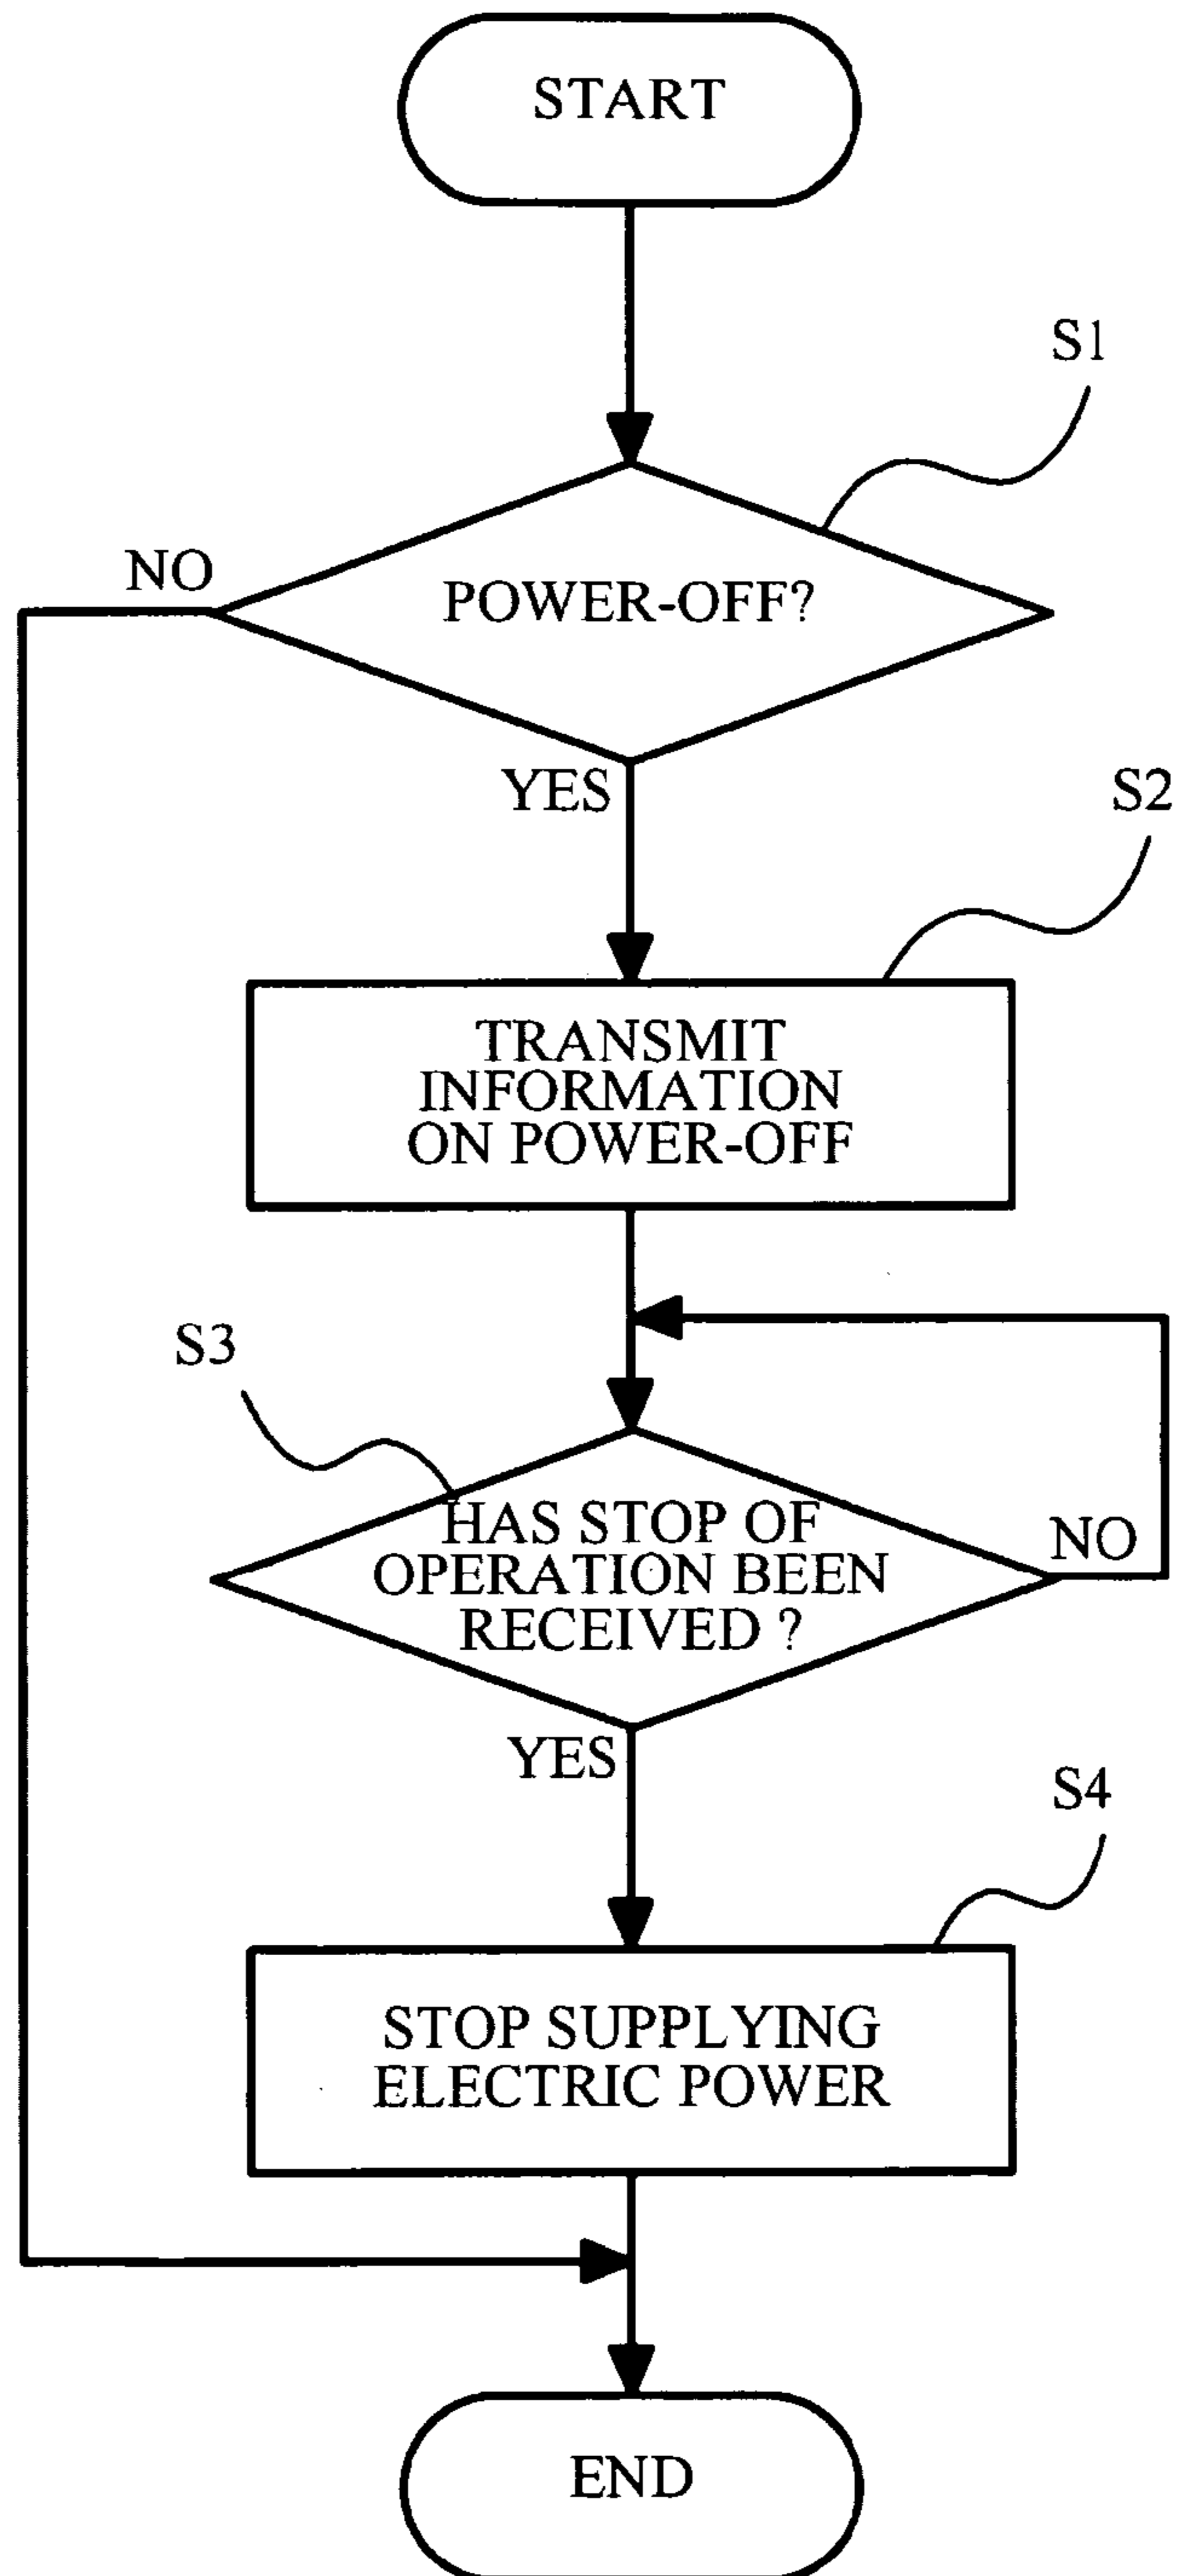 START
S1
NO
POWER-OFF?
YES
S2
TRANSMIT
INFORMATION
ON POWER-OFF
S3
HAS STOP OF
OPERATION BEEN
RECEIVED ?
NO
YES
S4
STOP SUPPLYING
ELECTRIC POWER
END